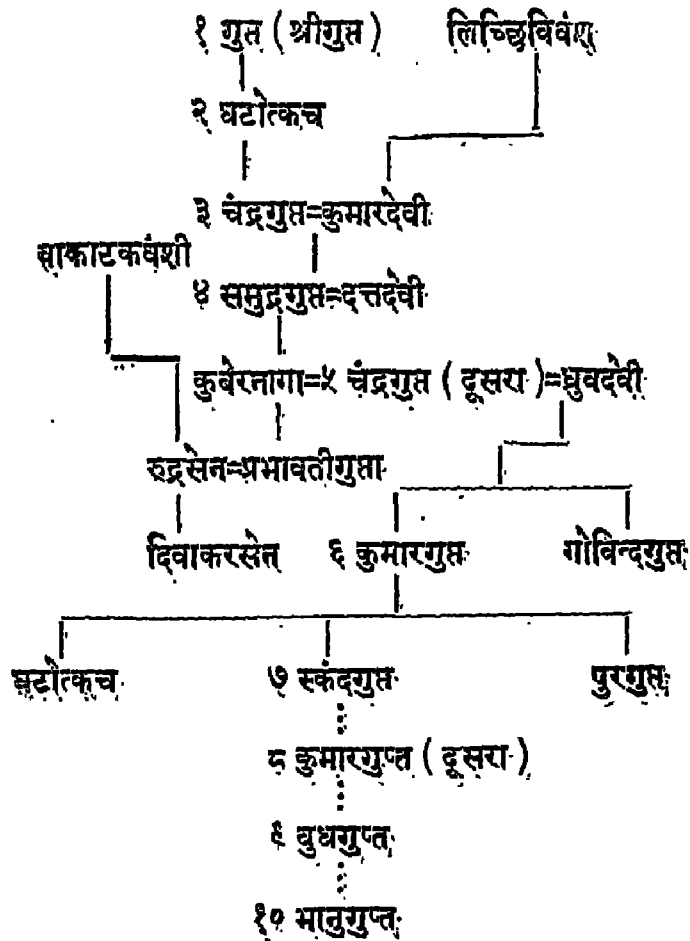 १ गुप्त ( श्रीगुप्त ) लिच्छिविवंश
२ घटोत्कच
३ चंद्रगुप्त=कुमारदेवी
वाकाटकवंशी
४ समुद्रगुप्त=दत्तदेवी
कुबेरनागा=५ चंद्रगुप्त ( दूसरा )=ध्रुवदेवी
रुद्रसेन=प्रभावतीगुप्ता
दिवाकरसेन ६ कुमारगुप्त गोविन्दगुप्त
घटोत्कच ७ स्कंदगुप्त पुरगुप्त
८ कुमारगुप्त ( दूसरा )
९ बुधगुप्त
१० भानुगुप्त